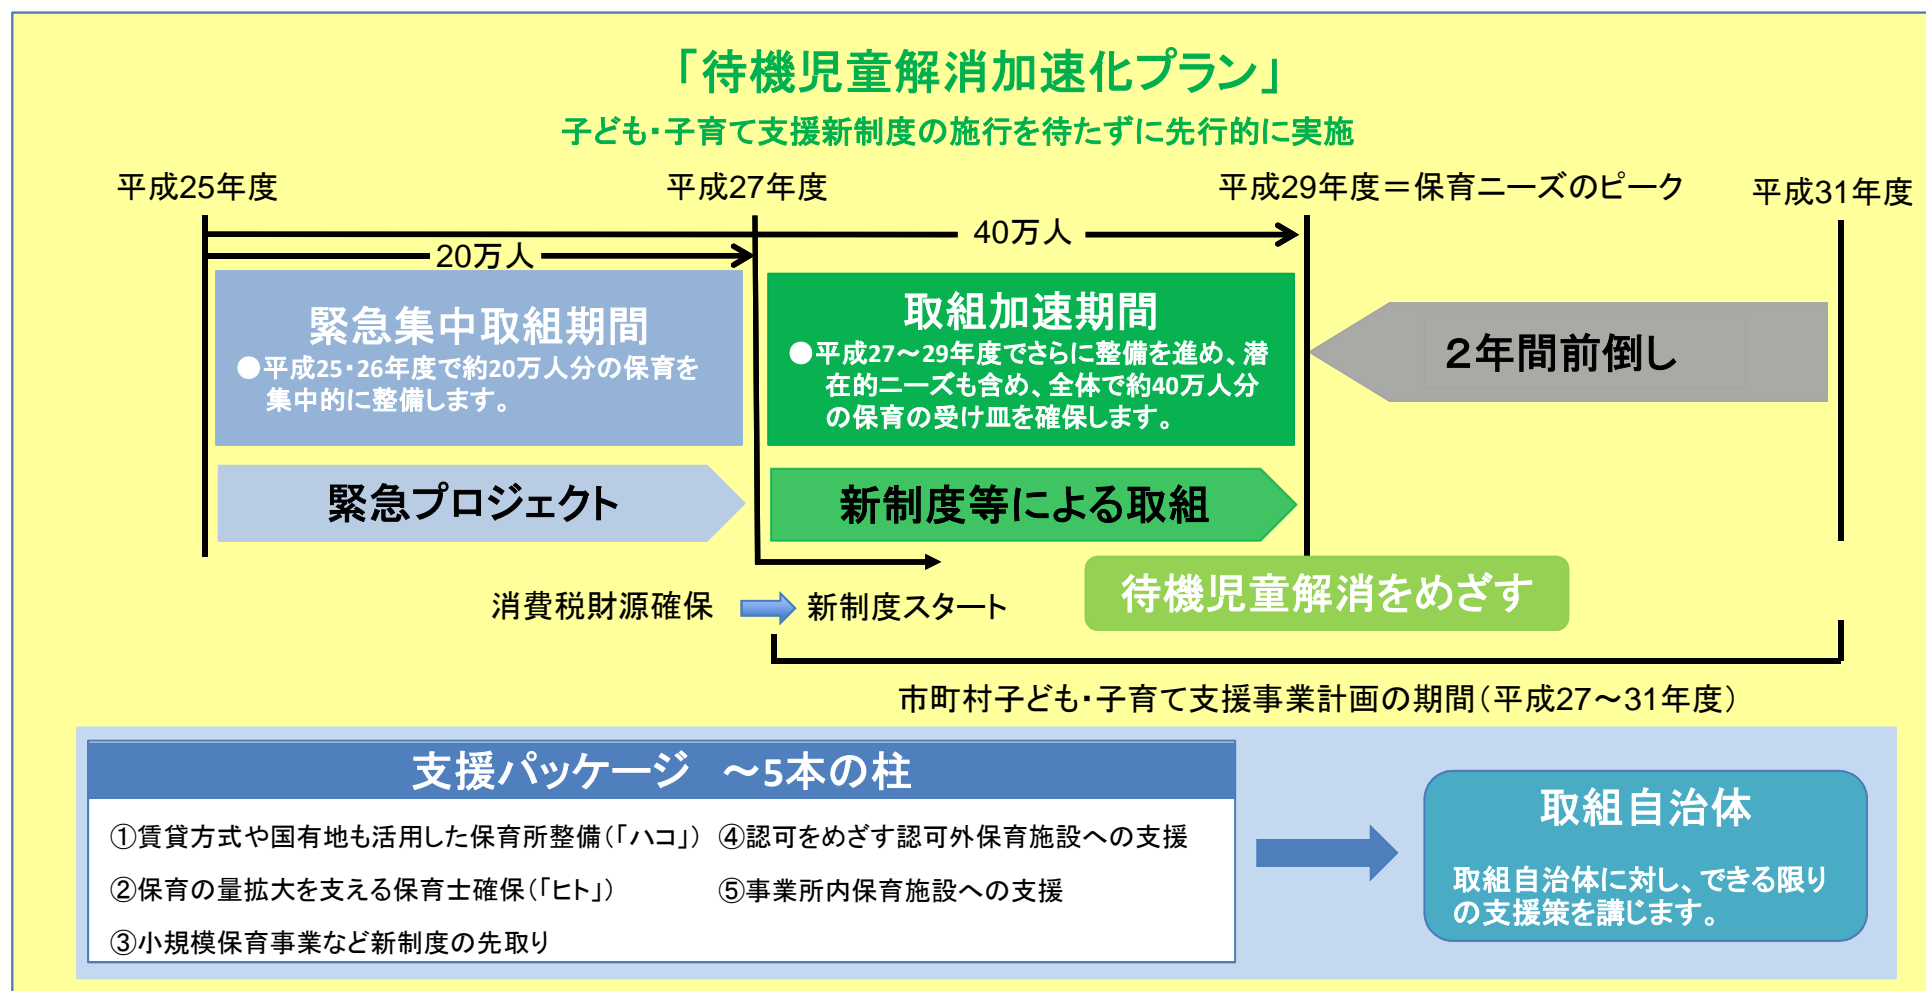 「待機児童解消加速化プラン」
子ども・子育て支援新制度の施行を待たずに先行的に実施
平成25年度
平成27年度
平成29年度＝保育ニーズのピーク
平成31年度
40万人
20万人
緊急集中取組期間
●平成25・26年度で約20万人分の保育を
集中的に整備します。
取組加速期間
●平成27～29年度でさらに整備を進め、潜
在的ニーズも含め、全体で約40万人分
の保育の受け皿を確保します。
２年間前倒し
緊急プロジェクト
新制度等による取組
消費税財源確保
新制度スタート
待機児童解消をめざす
市町村子ども・子育て支援事業計画の期間（平成27～31年度）
支援パッケージ　～5本の柱
①賃貸方式や国有地も活用した保育所整備（「ハコ」）
②保育の量拡大を支える保育士確保（「ヒト」）
③小規模保育事業など新制度の先取り
④認可をめざす認可外保育施設への支援
⑤事業所内保育施設への支援
取組自治体
取組自治体に対し、できる限り
の支援策を講じます。